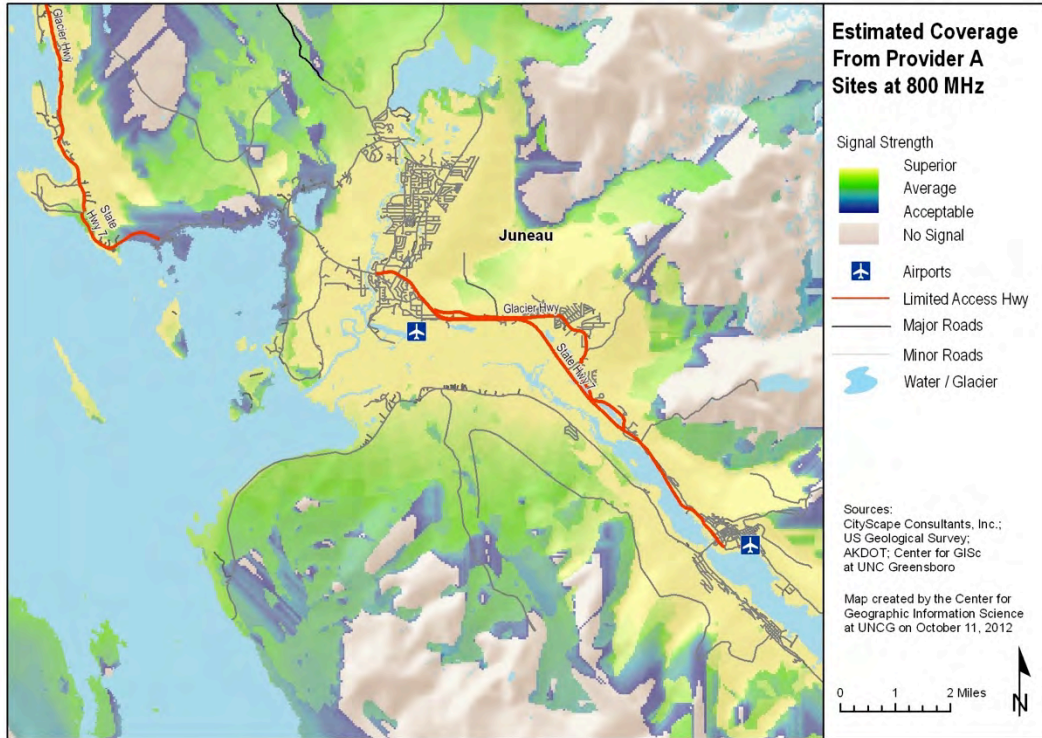 Glacier Hwy
State
Hwy 7
Juneau
Glacier Hwy
State Hwy 7
Estimated Coverage
From Provider A
Sites at 800 MHz
Signal Strength
Superior
Average
Acceptable
No Signal
Airports
Limited Access Hwy
Major Roads
Minor Roads
Water / Glacier
Sources:
CityScape Consultants, Inc.;
US Geological Survey;
AKDOT; Center for GISc
at UNC Greensboro
Map created by the Center for
Geographic Information Science
at UNCG on October 11, 2012
0 1 2 Miles
N